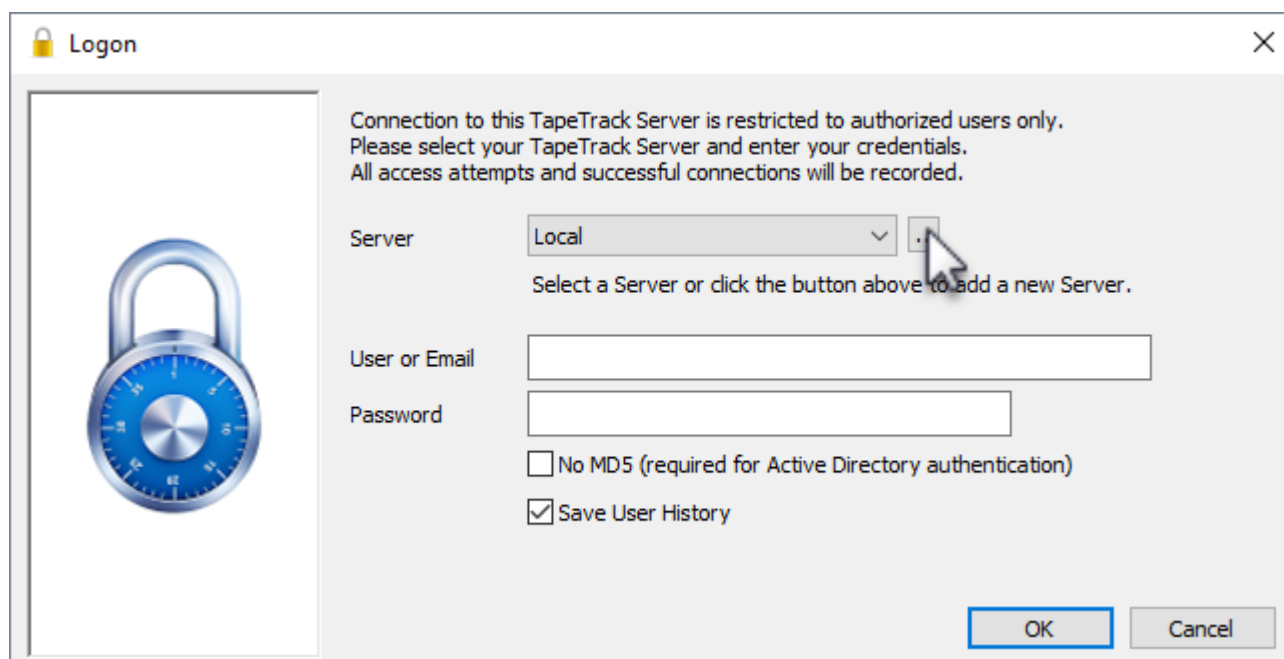 Logon
Connection to this TapeTrack Server is restricted to authorized users only.
Please select your TapeTrack Server and enter your credentials.
All access attempts and successful connections will be recorded.
Server Local
Select a Server or click the button above to add a new Server.
User or Email
Password
No MD5 (required for Active Directory authentication)
Save User History
OK Cancel